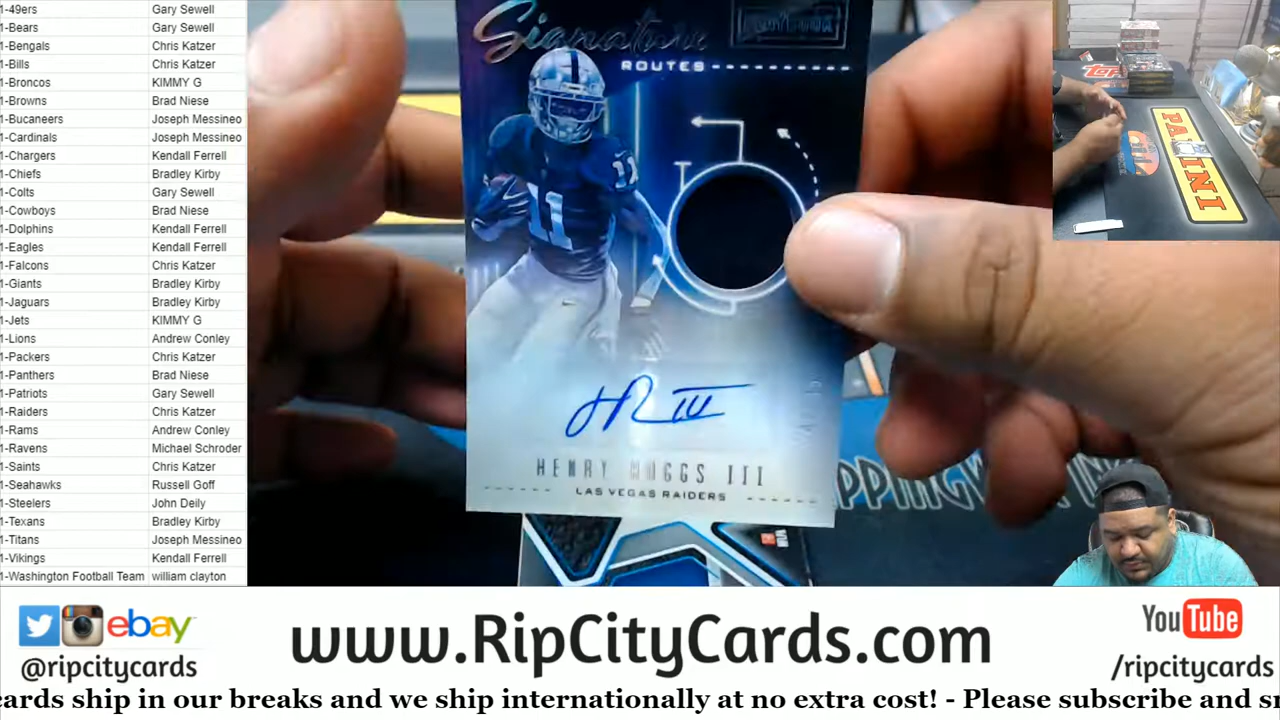 1-49ers Gary Sewell
1-Bears Gary Sewell
1-Bengals Chris Katzer
1-Bills Chris Katzer
1-Broncos KIMMY G
1-Browns Brad Niese
1-Bucaneers Joseph Messineo
1-Cardinals Joseph Messineo
1-Chargers Kendall Ferrell
1-Chiefs Bradley Kirby
1-Colts Gary Sewell
1-Cowboys Brad Niese
1-Dolphins Kendall Ferrell
1-Eagles Kendall Ferrell
1-Falcons Chris Katzer
1-Giants Bradley Kirby
1-Jaguars Bradley Kirby
1-Jets KIMMY G
1-Lions Andrew Conley
1-Packers Chris Katzer
1-Panthers Brad Niese
1-Patriots Gary Sewell
1-Raiders Chris Katzer
1-Rams Andrew Conley
1-Ravens Michael Schroder
1-Saints Chris Katzer
1-Seahawks Russell Goff
1-Steelers John Deily
1-Texans Bradley Kirby
1-Titans Joseph Messineo
1-Vikings Kendall Ferrell
1-Washington Football Team william clayton
Signature
ROUTES
11
11
HENRY RUGGS III
LAS VEGAS RAIDERS
PANINI
ebay
@ripcitycards
www.RipCityCards.com
YouTube
/ripcitycards
cards ship in our breaks and we ship internationally at no extra cost! - Please subscribe and